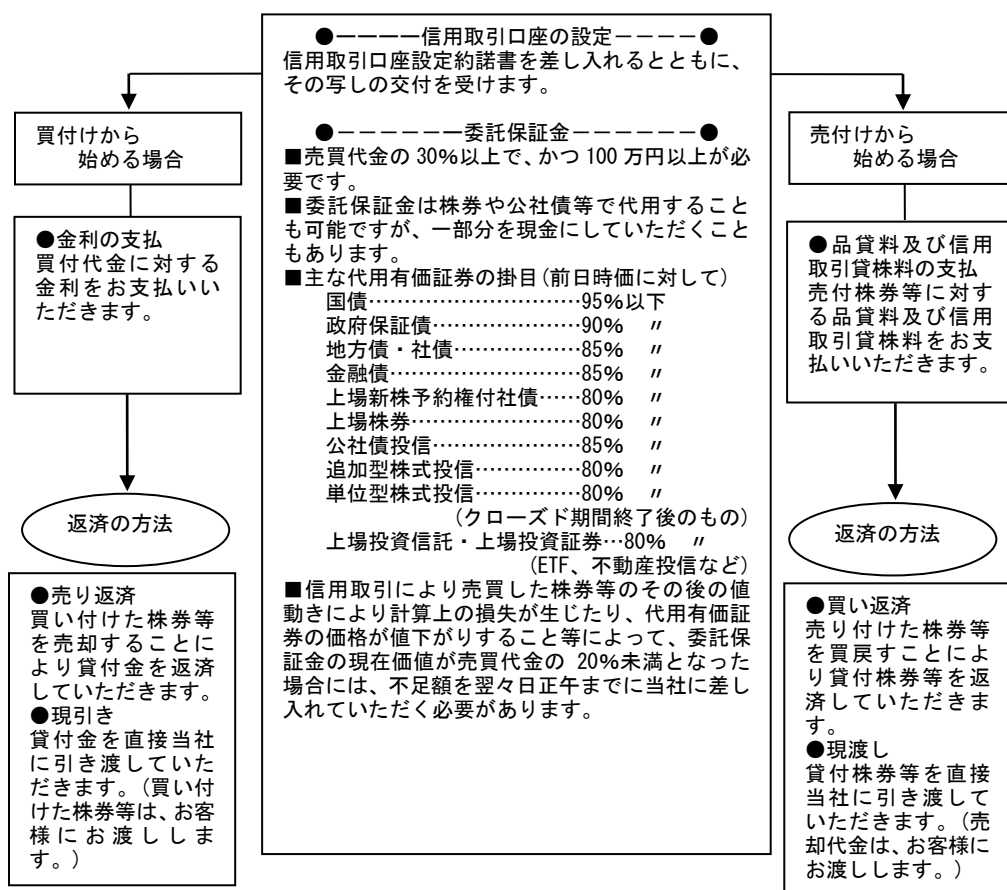 ●－－－－信用取引口座の設定－－－－●
信用取引口座設定約諾書を差し入れるとともに、
その写しの交付を受けます。
●－－－－－－委託保証金－－－－－－●
■売買代金の 30％以上で、かつ 100 万円以上が必
要です。
■委託保証金は株券や公社債等で代用すること
も可能ですが、一部分を現金にしていただくこと
もあります。
■主な代用有価証券の掛目(前日時価に対して)
国債…………………………95％以下
政府保証債…………………90％　〃
地方債・社債………………85％　〃
金融債………………………85％　〃
上場新株予約権付社債……80％　〃
上場株券……………………80％　〃
公社債投信…………………85％　〃
追加型株式投信……………80％　〃
単位型株式投信……………80％　〃
(クローズド期間終了後のもの)
上場投資信託・上場投資証券…80％　〃
(ETF、不動産投信など)
■信用取引により売買した株券等のその後の値
動きにより計算上の損失が生じたり、代用有価証
券の価格が値下がりすること等によって、委託保
証金の現在価値が売買代金の 20％未満となった
場合には、不足額を翌々日正午までに当社に差し
入れていただく必要があります。
買付けから
始める場合
●金利の支払
買付代金に対する
金利をお支払いい
ただきます。
返済の方法
●売り返済
買い付けた株券等
を売却することに
より貸付金を返済
していただきます。
●現引き
貸付金を直接当社
に引き渡していた
だきます。(買い付
けた株券等は、お客
様にお渡ししま
す。)
売付けから
始める場合
●品貸料及び信用
取引貸株料の支払
売付株券等に対す
る品貸料及び信用
取引貸株料をお支
払いいただきます。
返済の方法
●買い返済
売り付けた株券等
を買戻すことによ
り貸付株券等を返
済していただきま
す。
●現渡し
貸付株券等を直接
当社に引き渡して
いただきます。(売
却代金は、お客様に
お渡しします。)